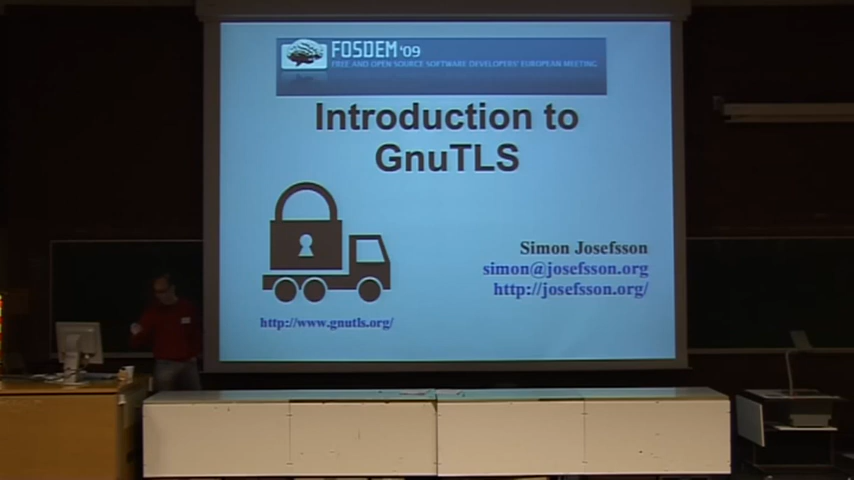 FOSDEM '09
FREE AND OPEN SOURCE SOFTWARE DEVELOPERS' EUROPEAN MEETING
Introduction to
GnuTLS
Simon Josefsson
simon@josefsson.org
http://josefsson.org/
http://www.gnutls.org/